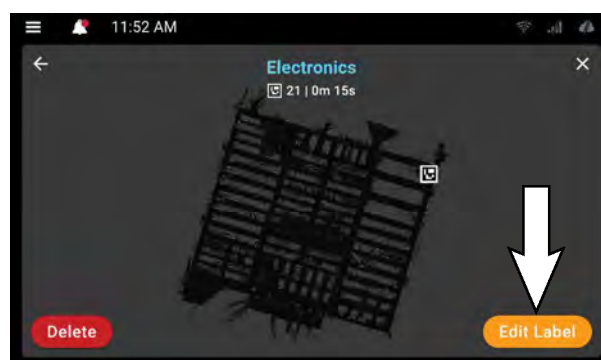 11:52 AM
Electronics
21 | 0m 15s
Delete
Edit Label